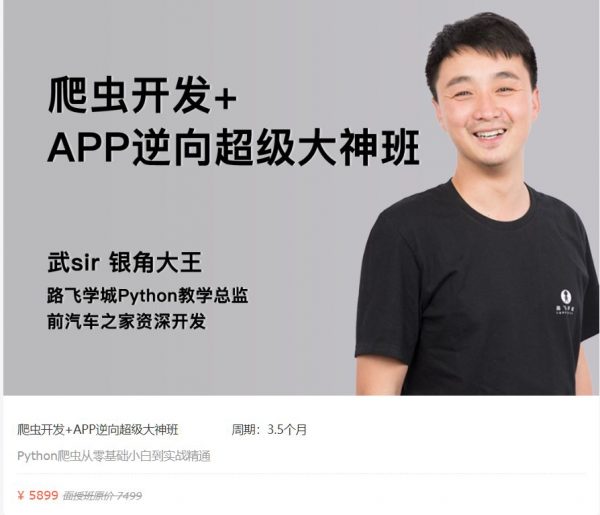 爬虫开发+
APP逆向超级大神班
武sir 银角大王
路飞学城Python教学总监
前汽车之家资深开发
爬虫开发+APP逆向超级大神班 周期：3.5个月
Python爬虫从零基础小白到实战精通
¥ 5899 面授班原价 7499